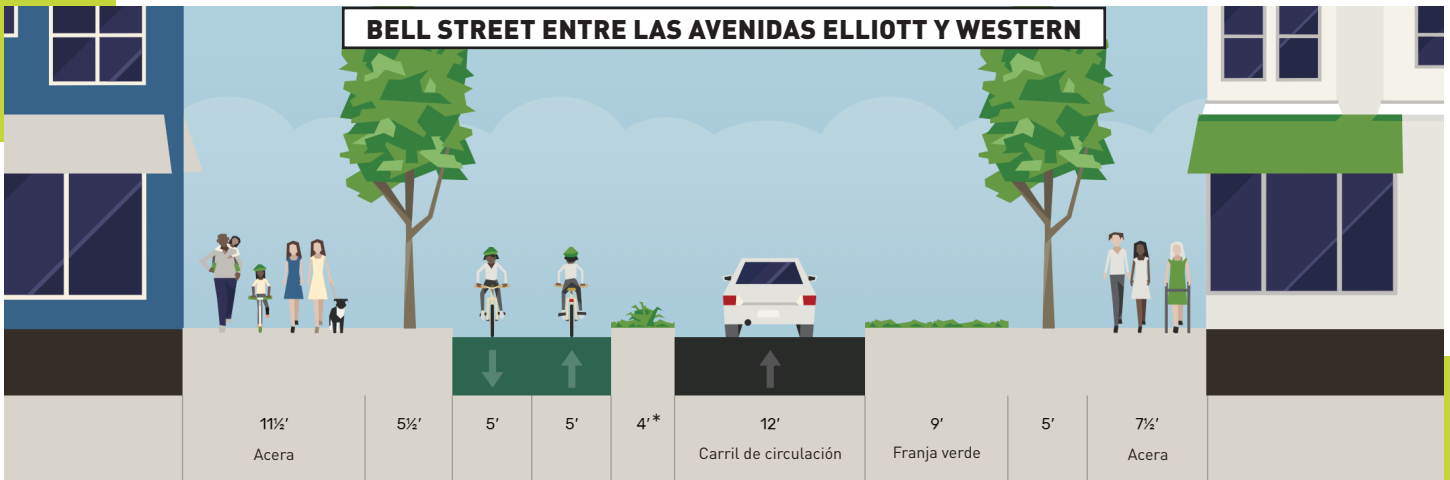 BELL STREET ENTRE LAS AVENIDAS ELLIOTT Y WESTERN
11½′ 5½′ 5′ 5′ 4′* 12′ 9′ 5′ 7½′
Acera Carril de circulación Franja verde Acera